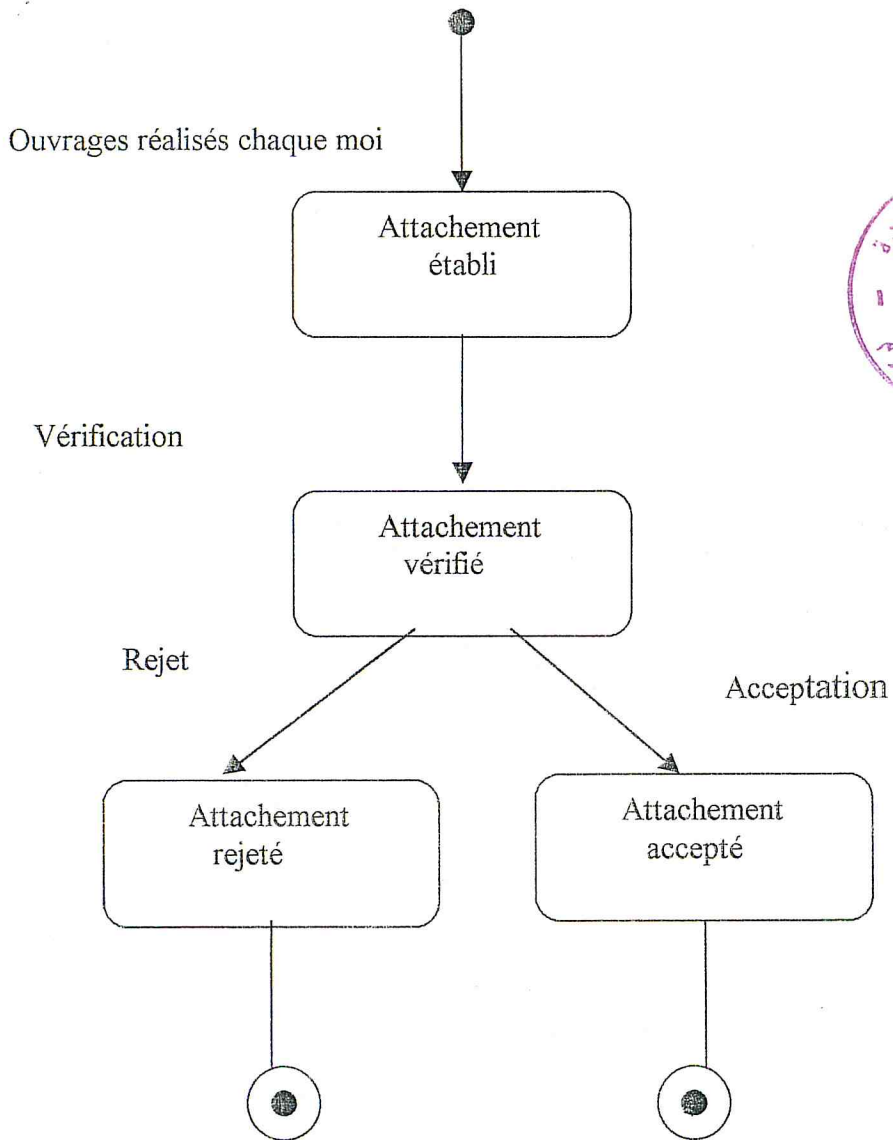 Ouvrages réalisés chaque moi
Attachement
établi
Vérification
Attachement
vérifié
Rejet
Acceptation
Attachement
rejeté
Attachement
accepté